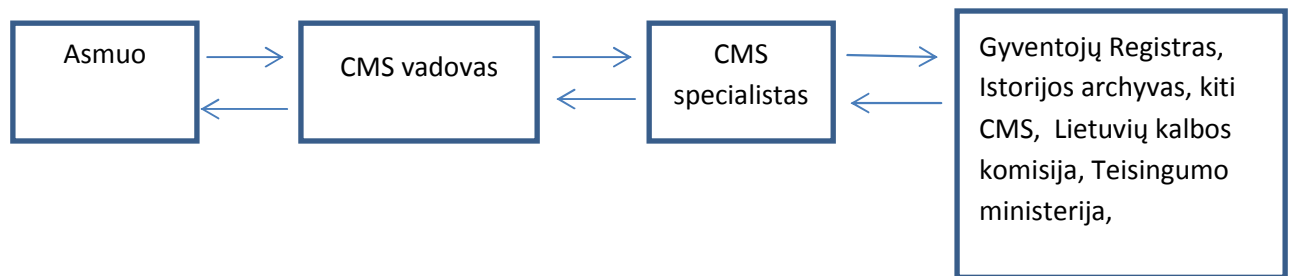 Asmuo
CMS vadovas
CMS
specialistas
Gyventojų Registras,
Istorijos archyvas, kiti
CMS, Lietuvių kalbos
komisija, Teisingumo
ministerija,